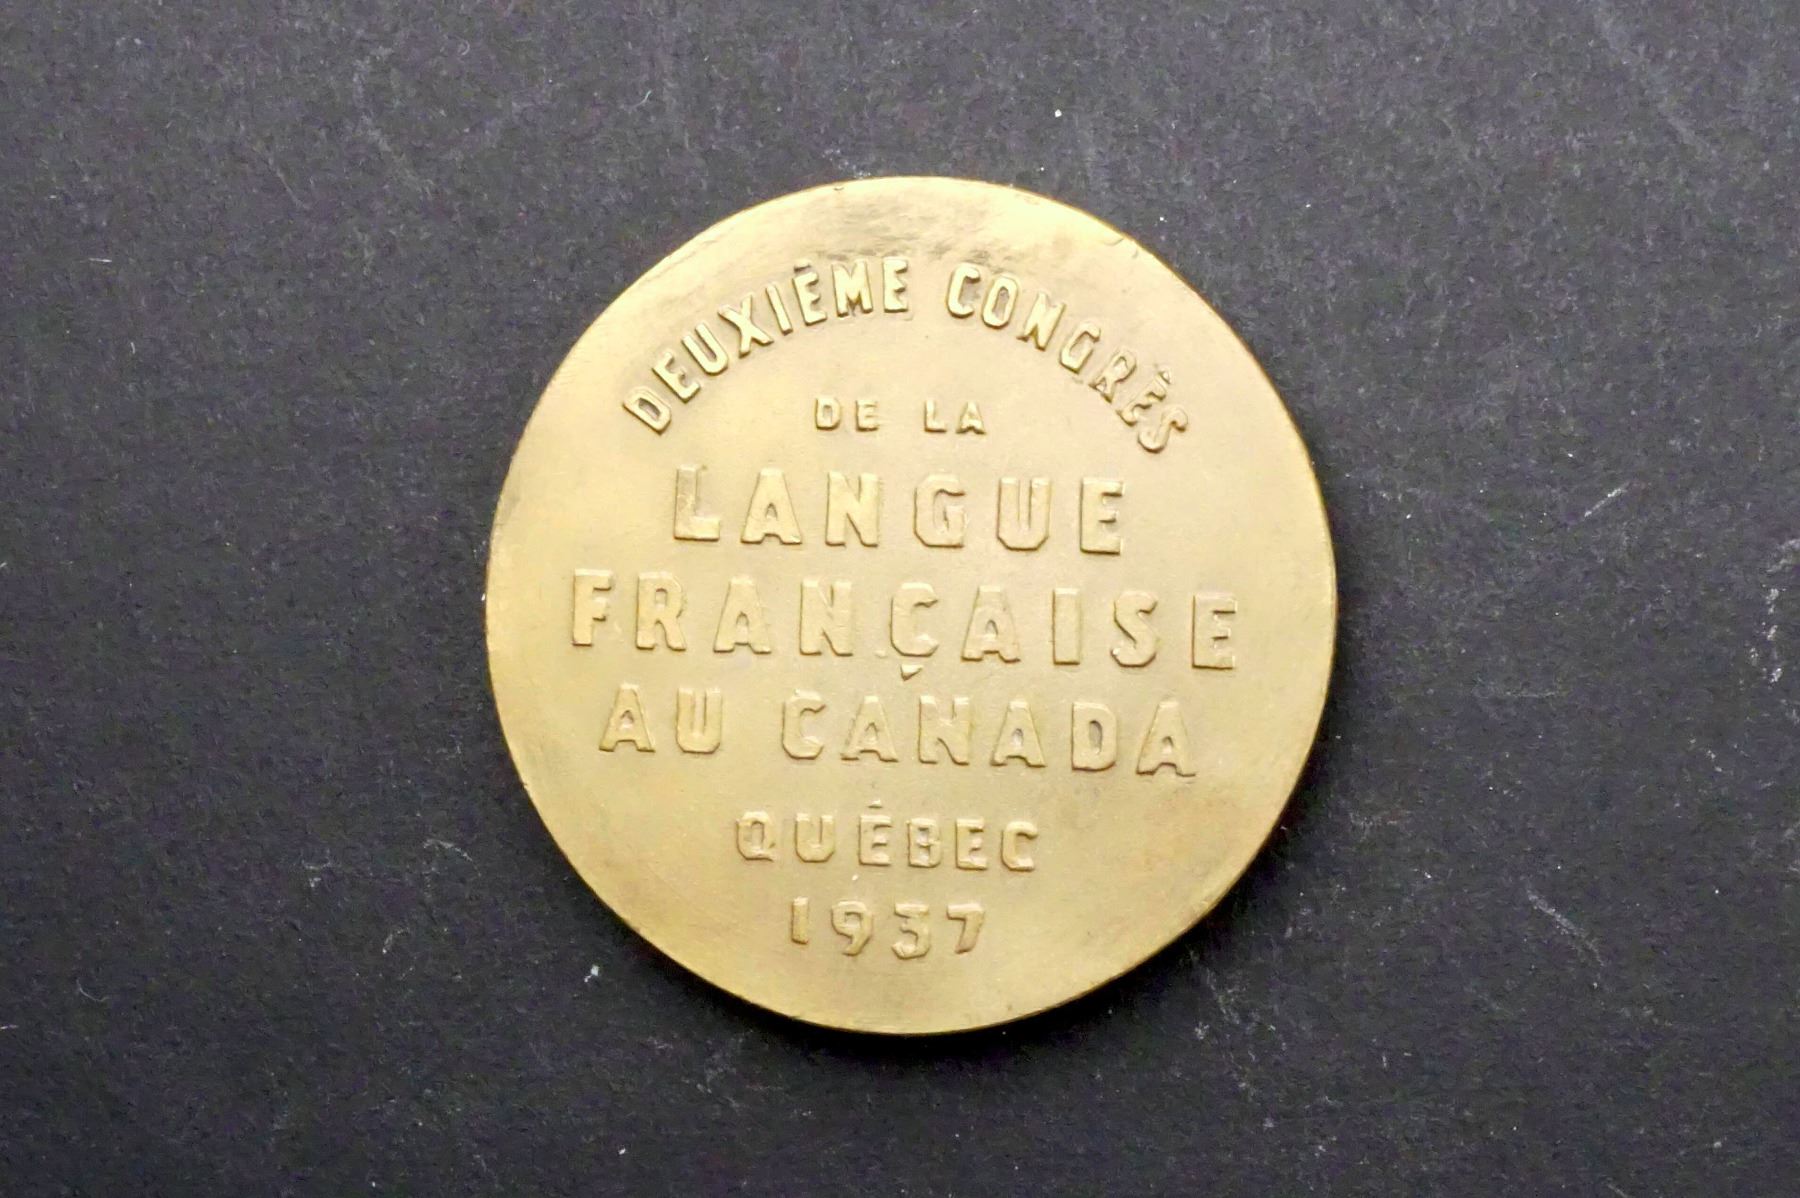 DEUXIÈME CONGRÈS
DE LA
LANGUE
FRANÇAISE
AU CANADA
QUÉBEC
1937